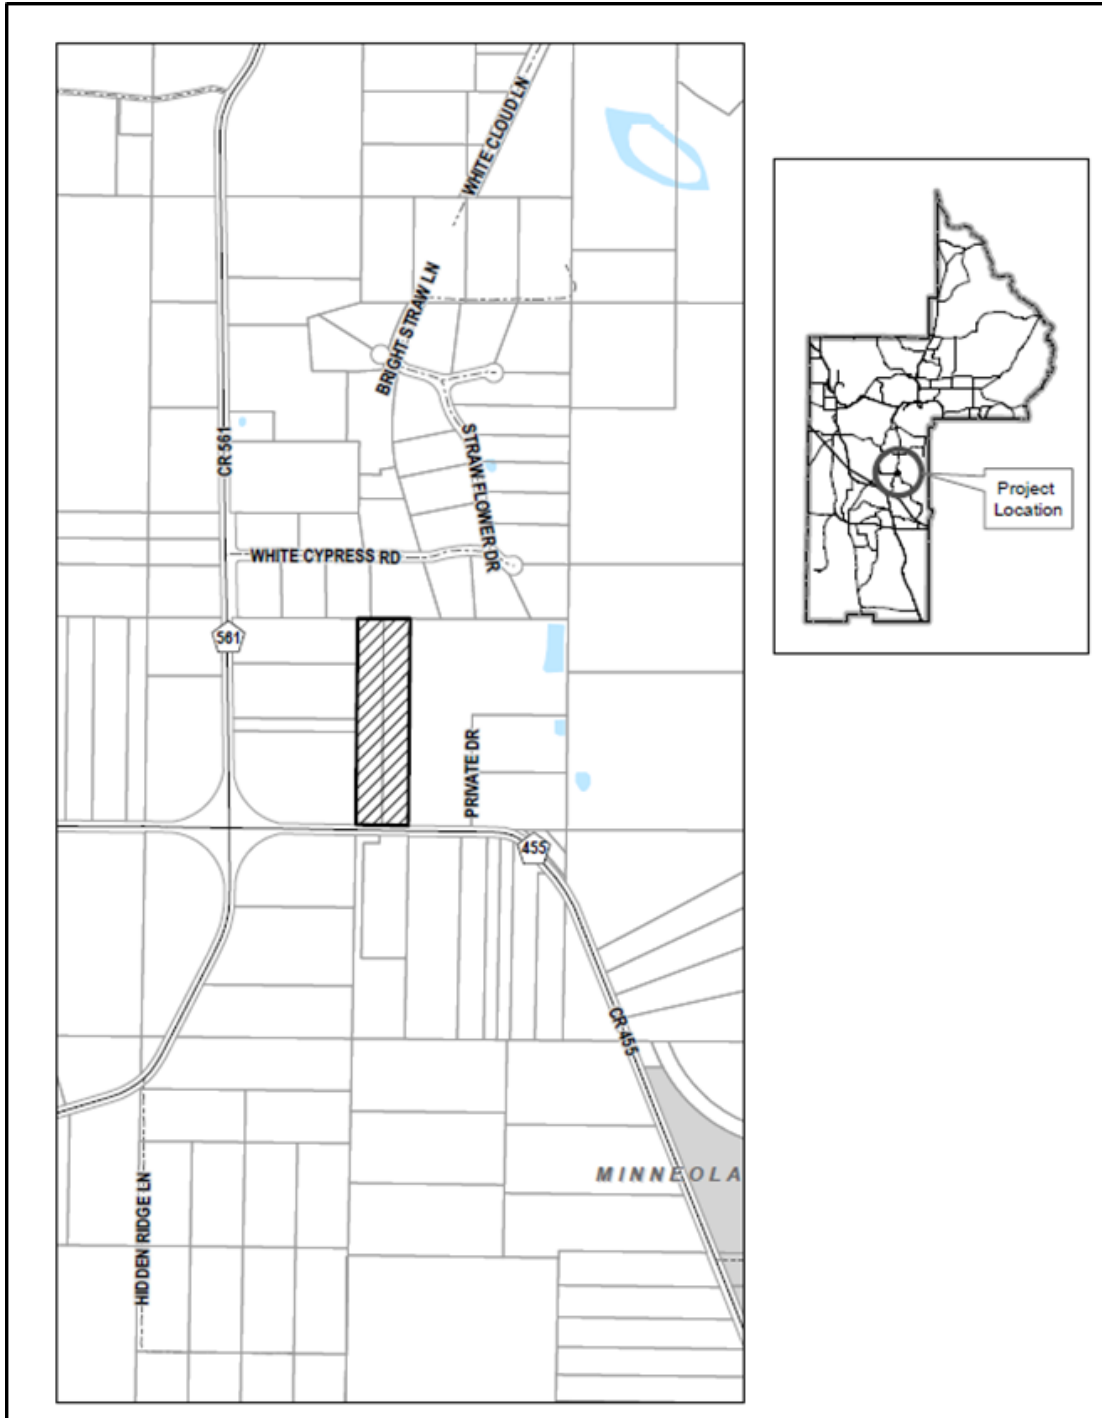 WHITE CLOUD LN
BRIGHT STRAW LN
CR 561
STRAW FLOWER DR
Project
Location
WHITE CYPRESS RD
561
PRIVATE DR
455
CR 455
MINNEOLA
HIDDEN RIDGE LN